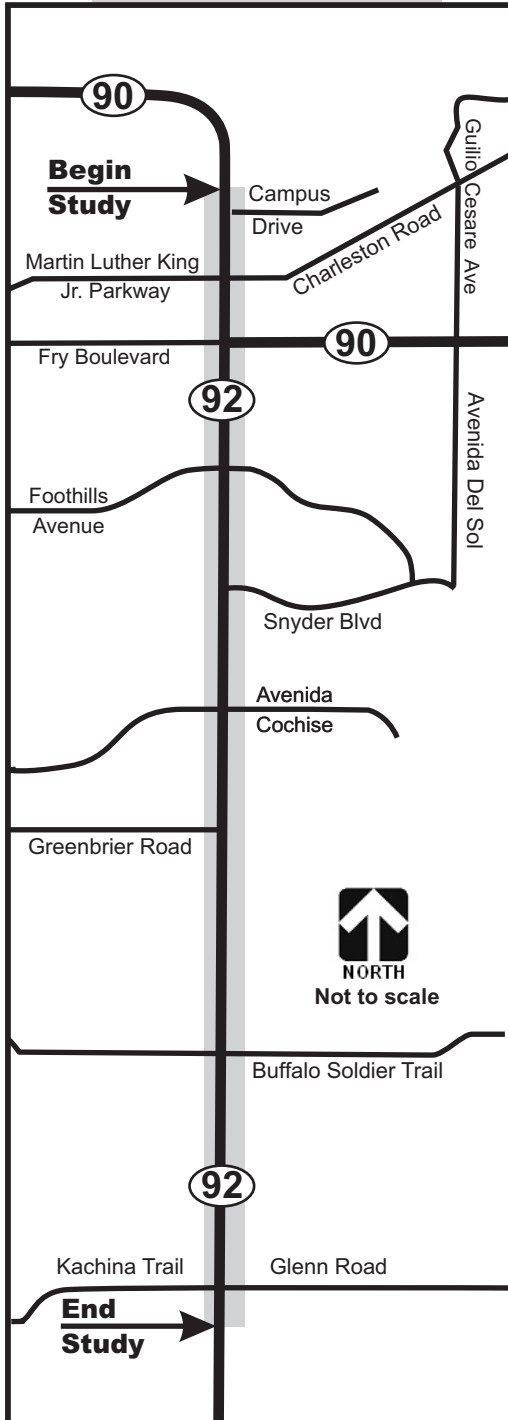 90
Begin
Study
Campus
Drive
Guilio Cesare Ave
Charleston Road
Martin Luther King
Jr. Parkway
90
Fry Boulevard
92
Avenida Del Sol
Foothills
Avenue
Snyder Blvd
Avenida
Cochise
Greenbrier Road
NORTH
Not to scale
Buffalo Soldier Trail
92
Kachina Trail
Glenn Road
End
Study